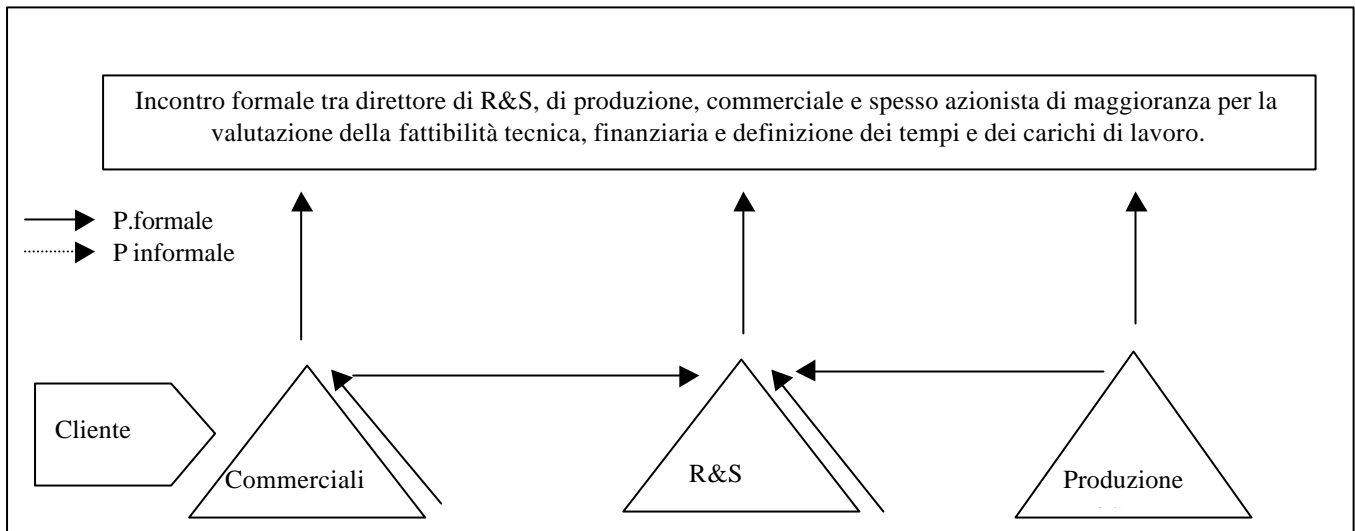 Incontro formale tra direttore di R&S, di produzione, commerciale e spesso azionista di maggioranza per la
valutazione della fattibilità tecnica, finanziaria e definizione dei tempi e dei carichi di lavoro.
P.formale
P informale
Cliente
Commerciali
R&S
Produzione